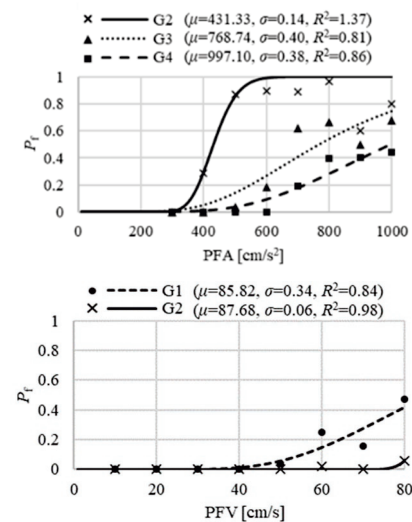 G2 (μ=431.33, σ=0.14, R²=1.37)
G3 (μ=768.74, σ=0.40, R²=0.81)
G4 (μ=997.10, σ=0.38, R²=0.86)
1
0.8
0.6
0.4
0.2
0
Pf
0 200 400 600 800 1000
PFA [cm/s²]
G1 (μ=85.82, σ=0.34, R²=0.84)
G2 (μ=87.68, σ=0.06, R²=0.98)
1
0.8
0.6
0.4
0.2
0
Pf
0 20 40 60 80
PFV [cm/s]